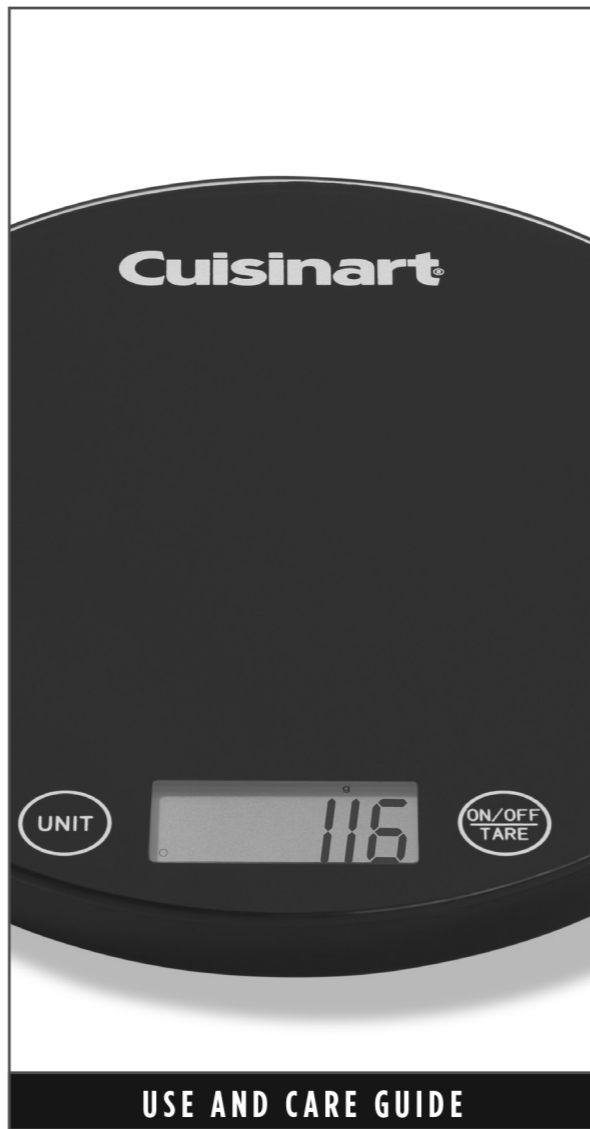 Cuisinart®
g
UNIT
116
ON/OFF
TARE
USE AND CARE GUIDE